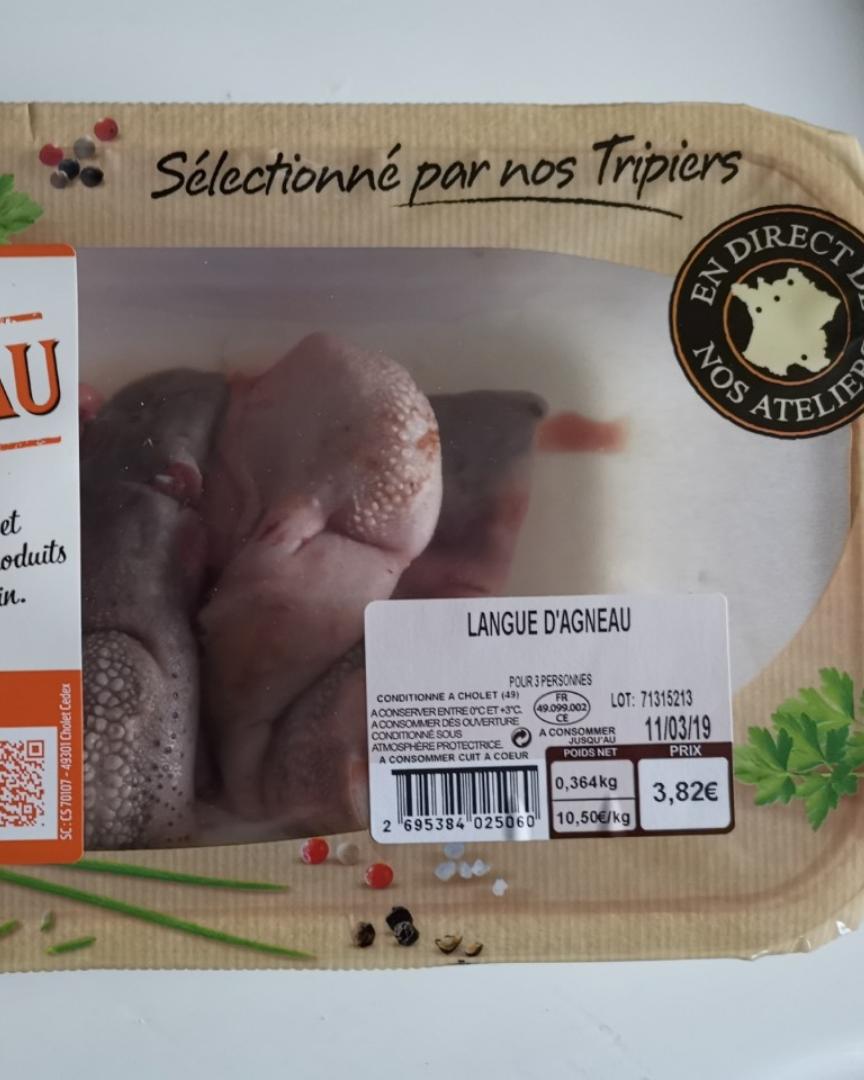 Sélectionné par nos Tripiers
EN DIRECT DE
NOS ATELIERS
AU
et
oduits
in.
SC : CS 70107 - 49301 Cholet Cedex
LANGUE D'AGNEAU
POUR 3 PERSONNES
CONDITIONNE A CHOLET (49)
A CONSERVER ENTRE 0°C ET +3°C.
A CONSOMMER DÈS OUVERTURE
CONDITIONNÉ SOUS
ATMOSPHÈRE PROTECTRICE.
A CONSOMMER CUIT A COEUR
FR
49.099.002
CE
LOT: 71315213
A CONSOMMER
JUSQU'AU
11/03/19
POIDS NET
PRIX
0,364kg
3,82€
10,50€/kg
2 695384 025060